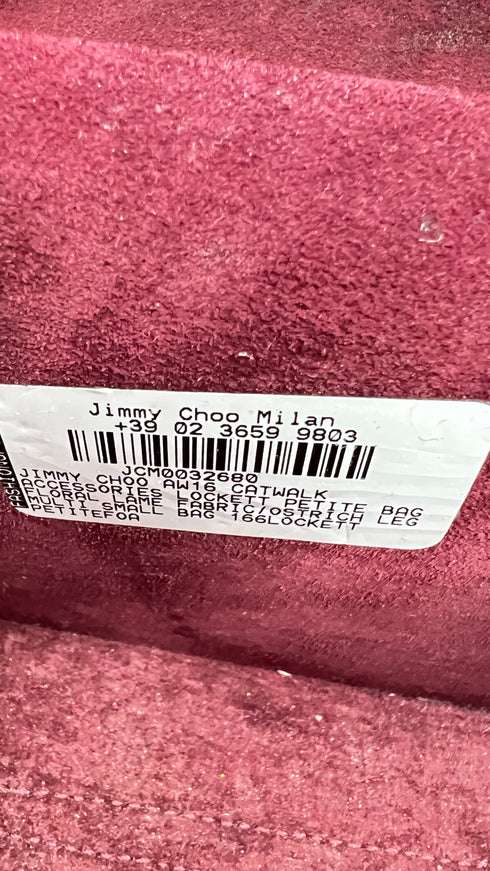 Jimmy Choo Milan
+39 02 3659 9803
JCM0032680
JIMMY CHOO AW16 CATWALK
ACCESSORIES LOCKETT PETITE BAG
FLORAL LAME FABRIC/OSTRICH LEG
SMALL BAG 166LOCKETT
PETITEFOA